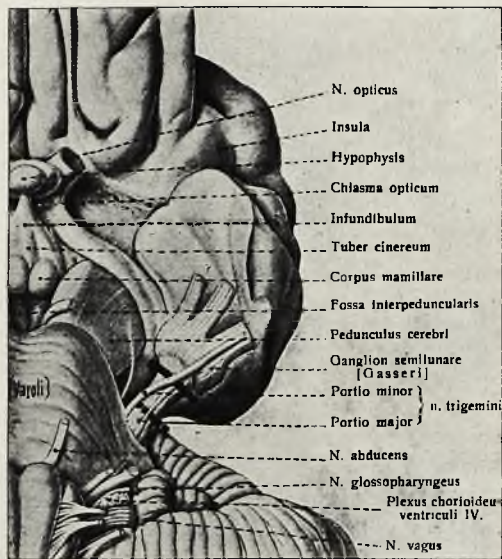 N. opticus
Insula
Hypophysis
Chiasma opticum
Infundibulum
Tuber cinereum
Corpus mamillare
Fossa interpeduncularis
Pedunculus cerebri
Ganglion semilunare
[Gasseri]
Portio minor
n. trigemini
Portio major
Varoli)
N. abducens
N. glossopharyngeus
Plexus chorioideus
ventriculi IV.
N. vagus